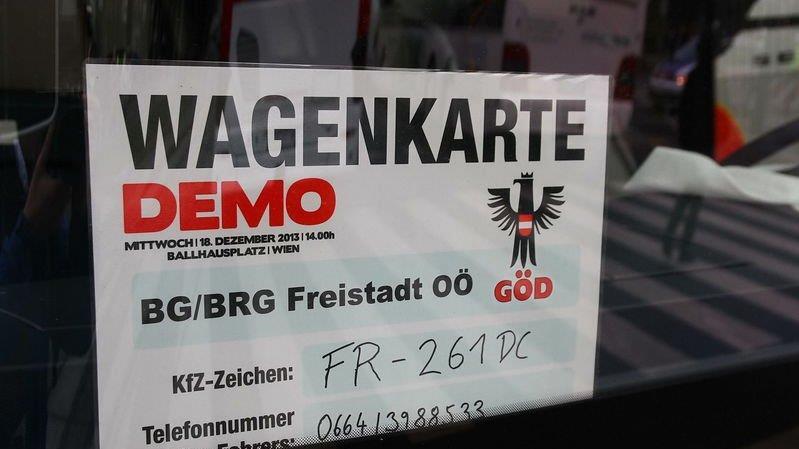 WAGENKARTE
DEMO
MITTWOCH | 18. DEZEMBER 2013 | 14.00h
BALLHAUSPLATZ | WIEN
GÖD
BG/BRG Freistadt OÖ
KfZ-Zeichen: FR-261DC
Telefonnummer
Fahrers: 0664/3988533